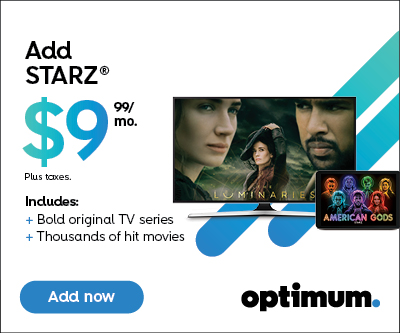 Add
STARZ®
$9 99/
mo.
Plus taxes.
Includes:
+ Bold original TV series
+ Thousands of hit movies
Add now
LUMINARIES
AMERICAN GODS
optimum.